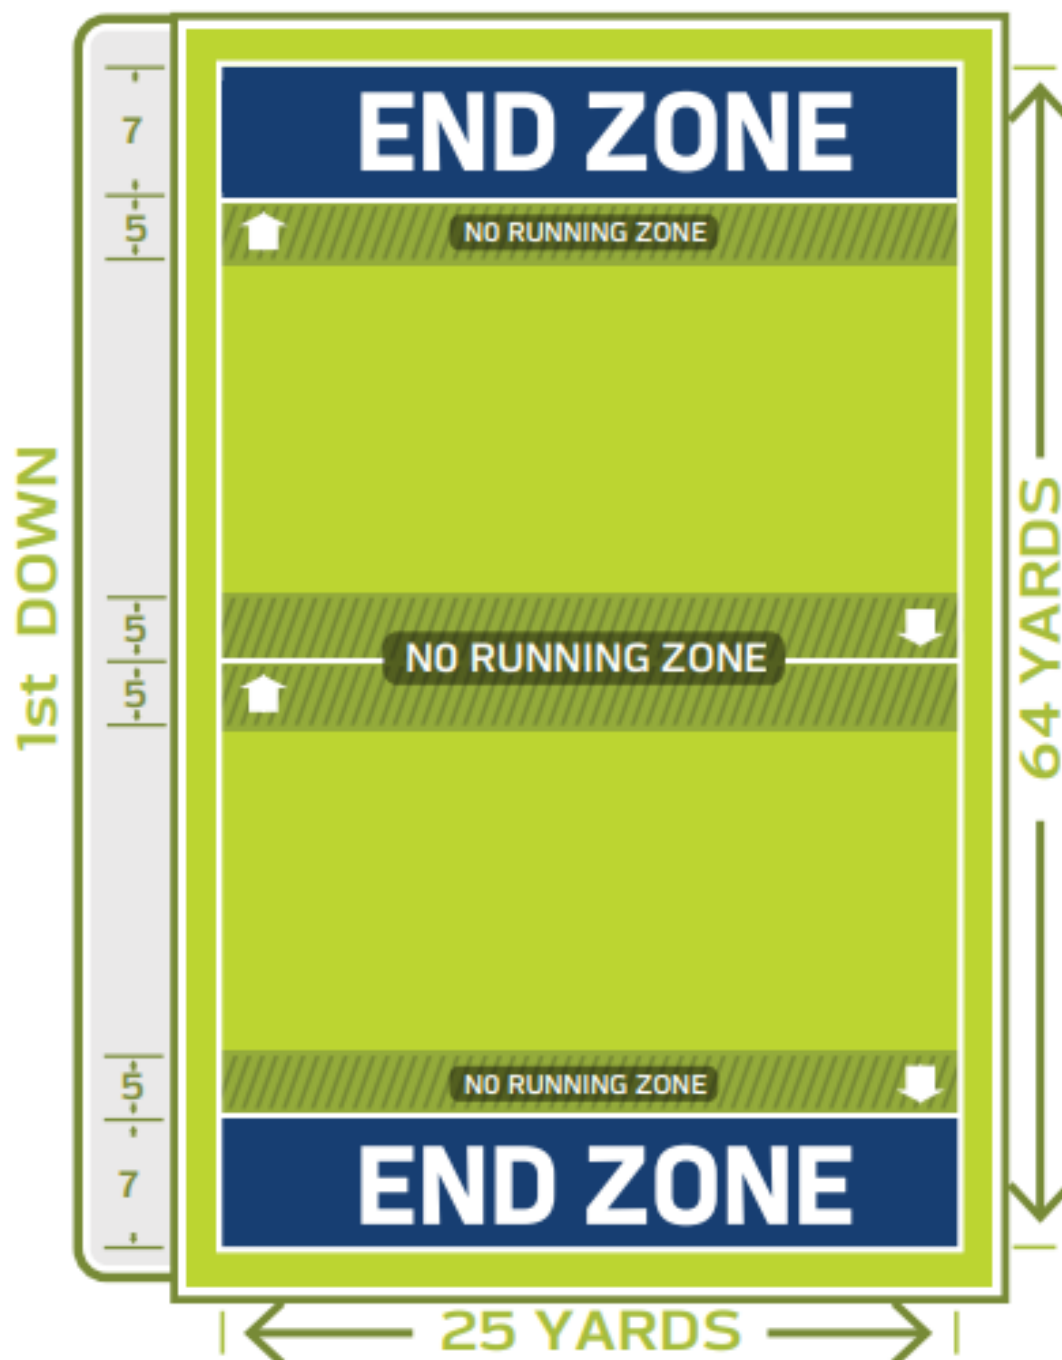 END ZONE
7
5
NO RUNNING ZONE
1st DOWN
5
NO RUNNING ZONE
5
64 YARDS
5
NO RUNNING ZONE
7
END ZONE
25 YARDS